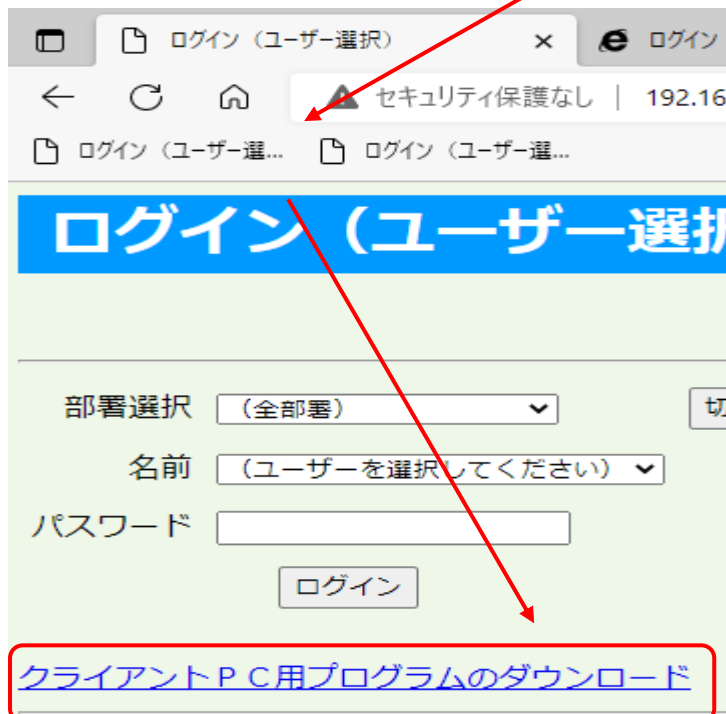 ログイン（ユーザー選択） × ログイン
セキュリティ保護なし | 192.16
ログイン（ユーザー選... ログイン（ユーザー選...
ログイン（ユーザー選択
部署選択 （全部署） 切
名前 （ユーザーを選択してください）
パスワード
ログイン
クライアントＰＣ用プログラムのダウンロード